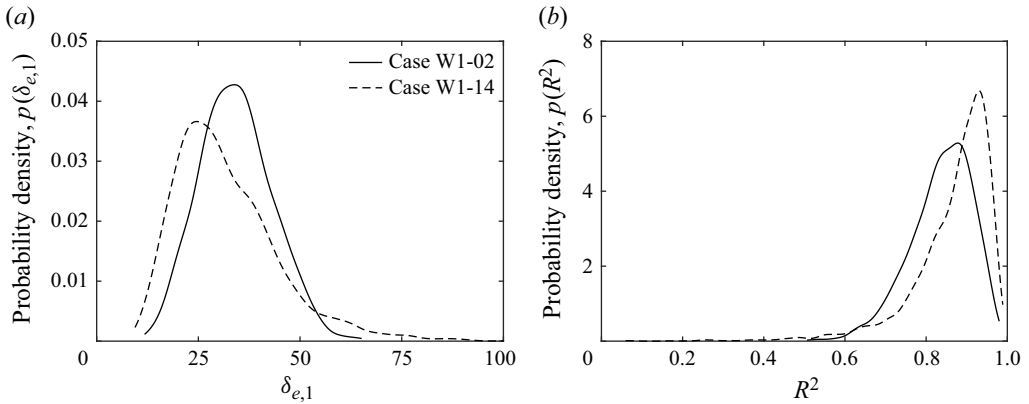 (a)
Probability density, p(δe,1)
0.05
0.04
0.03
0.02
0.01
0
25
50
75
100
δe,1
Case W1-02
Case W1-14
(b)
Probability density, p(R²)
8
6
4
2
0
0.2
0.4
0.6
0.8
1.0
R²